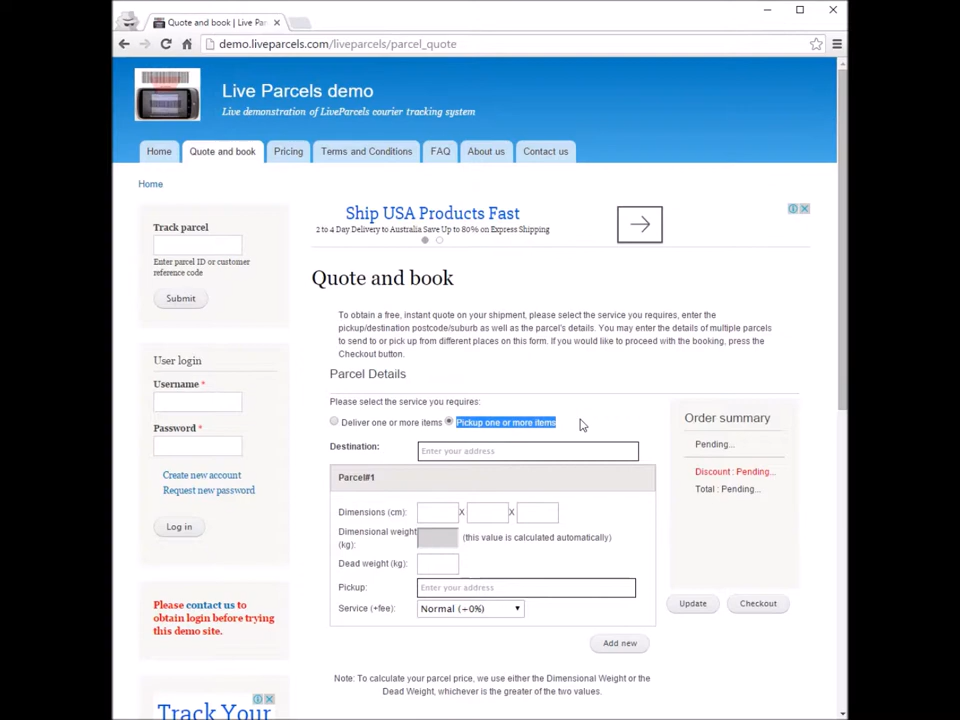 Quote and book | Live Par
demo.liveparcels.com/liveparcels/parcel_quote
Live Parcels demo
Live demonstration of LiveParcels courier tracking system
Home Quote and book Pricing Terms and Conditions FAQ About us Contact us
Home
Track parcel
Enter parcel ID or customer
reference code
Submit
User login
Username *
Password *
Create new account
Request new password
Log in
Please contact us to
obtain login before trying
this demo site.
Track Your
Ship USA Products Fast
2 to 4 Day Delivery to Australia Save Up to 80% on Express Shipping
Quote and book
To obtain a free, instant quote on your shipment, please select the service you requires, enter the
pickup/destination postcode/suburb as well as the parcel's details. You may enter the details of multiple parcels
to send to or pick up from different places on this form. If you would like to proceed with the booking, press the
Checkout button.
Parcel Details
Please select the service you requires:
Deliver one or more items Pickup one or more items
Destination: Enter your address
Parcel#1
Dimensions (cm): X X
Dimensional weight
(kg): (this value is calculated automatically)
Dead weight (kg):
Pickup: Enter your address
Service (+fee): Normal (+0%)
Add new
Note: To calculate your parcel price, we use either the Dimensional Weight or the
Dead Weight, whichever is the greater of the two values.
Order summary
Pending...
Discount : Pending...
Total : Pending...
Update Checkout